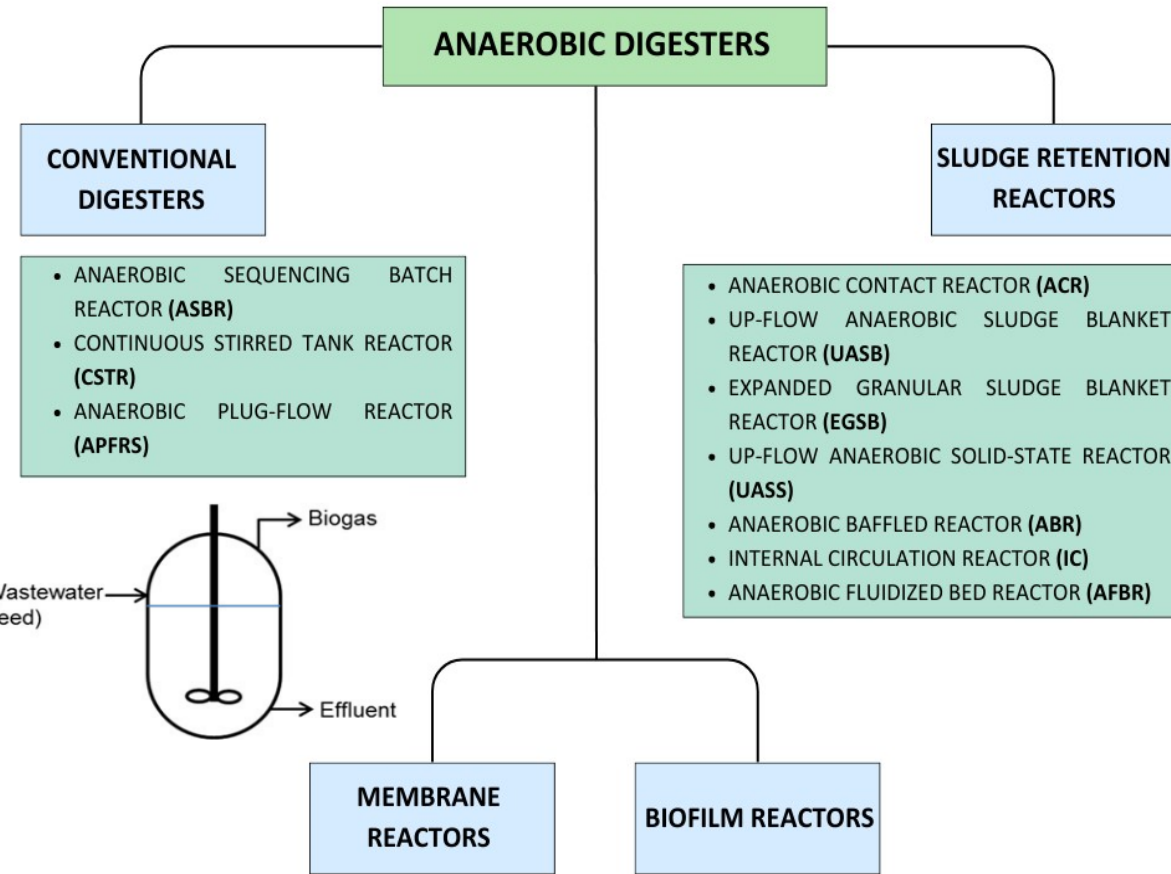 ANAEROBIC DIGESTERS
CONVENTIONAL
DIGESTERS
• ANAEROBIC SEQUENCING BATCH
REACTOR (ASBR)
• CONTINUOUS STIRRED TANK REACTOR
(CSTR)
• ANAEROBIC PLUG-FLOW REACTOR
(APFRS)
SLUDGE RETENTION
REACTORS
• ANAEROBIC CONTACT REACTOR (ACR)
• UP-FLOW ANAEROBIC SLUDGE BLANKET
REACTOR (UASB)
• EXPANDED GRANULAR SLUDGE BLANKET
REACTOR (EGSB)
• UP-FLOW ANAEROBIC SOLID-STATE REACTOR
(UASS)
• ANAEROBIC BAFFLED REACTOR (ABR)
• INTERNAL CIRCULATION REACTOR (IC)
• ANAEROBIC FLUIDIZED BED REACTOR (AFBR)
Biogas
Wastewater
eed)
Effluent
MEMBRANE
REACTORS
BIOFILM REACTORS